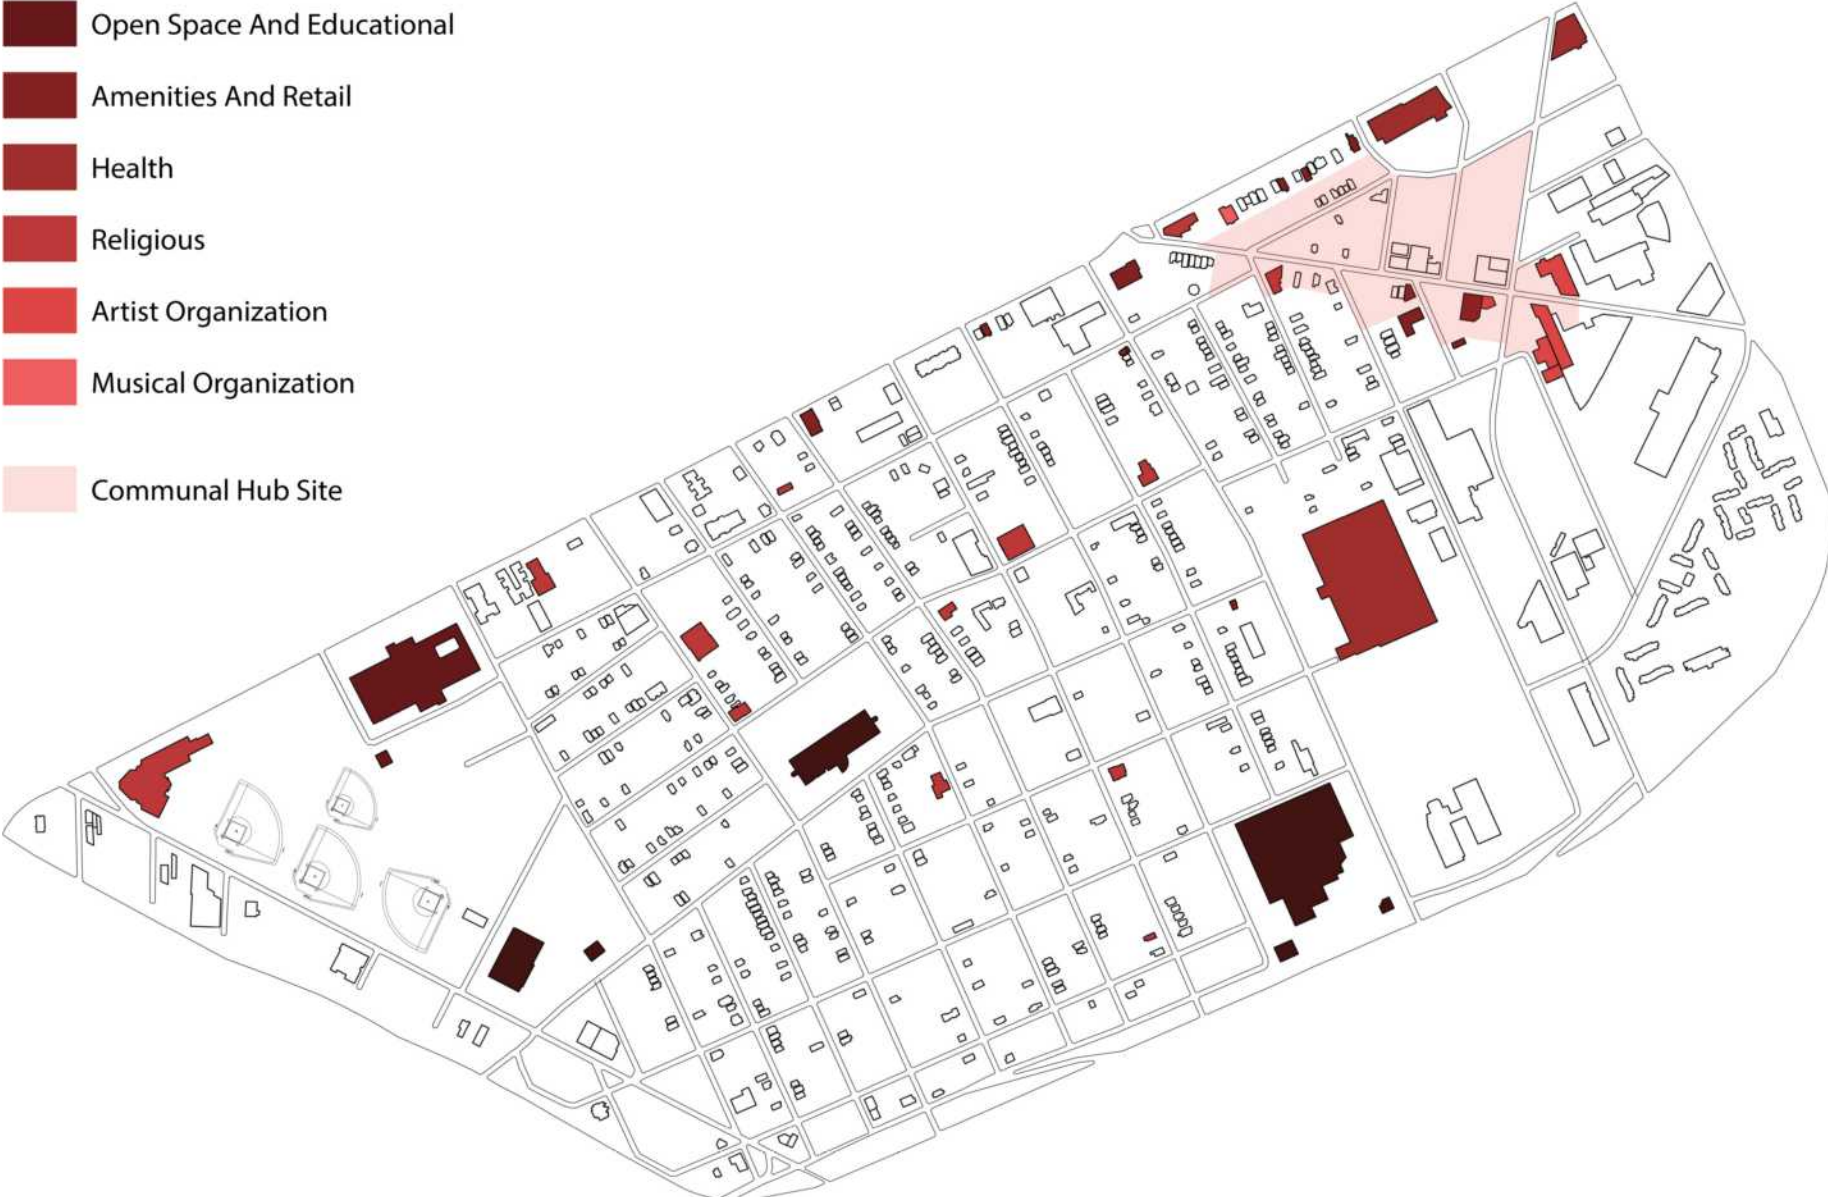 Open Space And Educational
Amenities And Retail
Health
Religious
Artist Organization
Musical Organization
Communal Hub Site